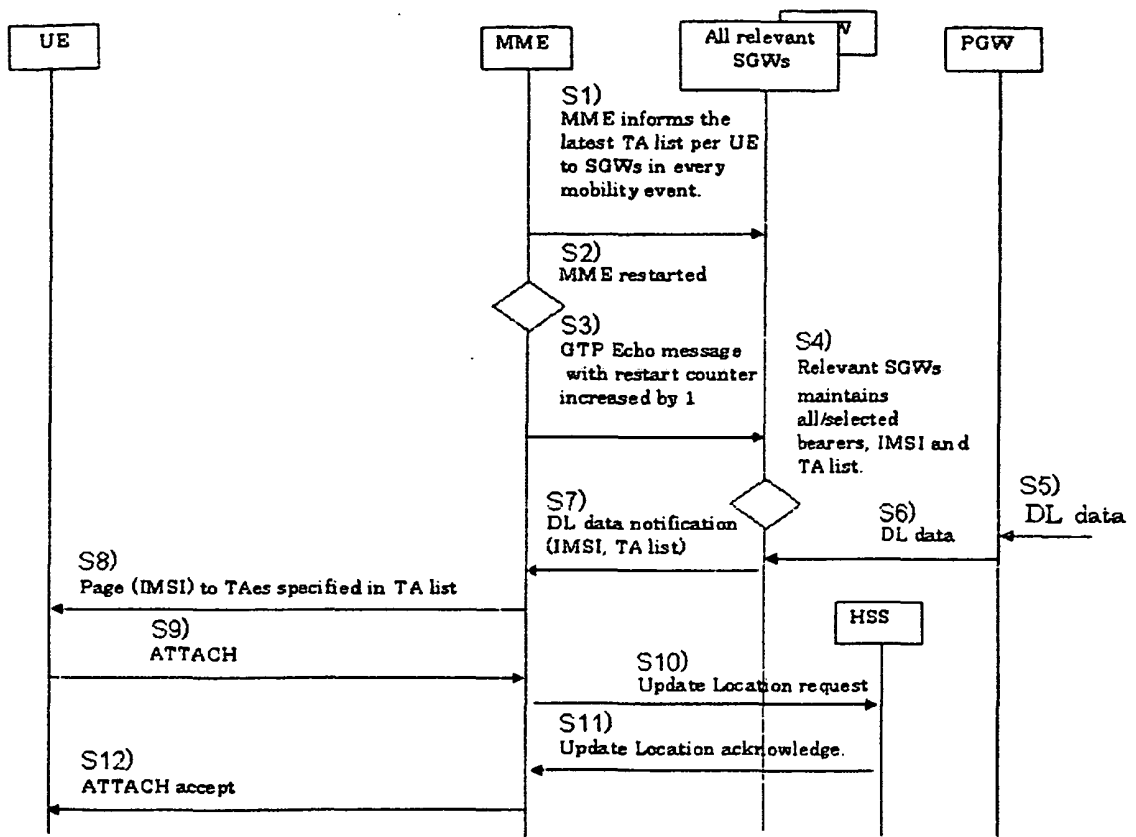 UE
MME
All relevant
SGWs
W
PGW
S1)
MME informs the
latest TA list per UE
to SGWs in every
mobility event.
S2)
MME restarted
S3)
GTP Echo message
with restart counter
increased by 1
S4)
Relevant SGWs
maintains
all/selected
bearers, IMSI and
TA list.
S5)
DL data
S6)
DL data
S7)
DL data notification
(IMSI, TA list)
S8)
Page (IMSI) to TAes specified in TA list
S9)
ATTACH
HSS
S10)
Update Location request
S11)
Update Location acknowledge.
S12)
ATTACH accept